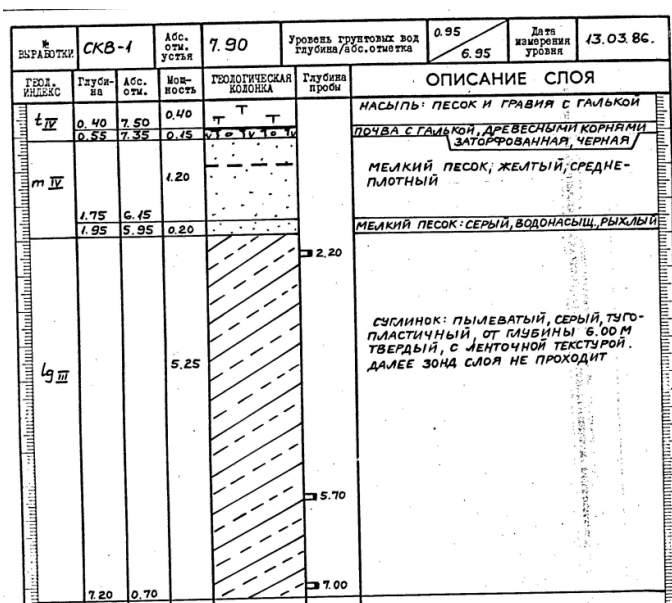 № ВЫРАБОТКИ СКВ-1 Абс. отм. устья 7.90 Уровень грунтовых вод глубина/абс.отметка 0.95 6.95 Дата измерения уровня 13.03.86.
ГЕОЛ. ИНДЕКС Глуби-на Абс. отм. Мощ-ность ГЕОЛОГИЧЕСКАЯ КОЛОНКА Глубина пробы ОПИСАНИЕ СЛОЯ
t IV 0.40 7.50 0.40 НАСЫПЬ: ПЕСОК И ГРАВИЯ С ГАЛЬКОЙ
0.55 7.35 0.15 ПОЧВА С ГАЛЬКОЙ, ДРЕВЕСНЫМИ КОРНЯМИ
ЗАТОРФОВАННАЯ, ЧЕРНАЯ
m IV 1.20 МЕЛКИЙ ПЕСОК, ЖЕЛТЫЙ, СРЕДНЕ-
ПЛОТНЫЙ
1.75 6.15
1.95 5.95 0.20 МЕЛКИЙ ПЕСОК: СЕРЫЙ, ВОДОНАСЫЩ., РЫХЛЫЙ
2.20
СУГЛИНОК: ПЫЛЕВАТЫЙ, СЕРЫЙ, ТУГО-
ПЛАСТИЧНЫЙ, ОТ ГЛУБИНЫ 6.00 М
ТВЕРДЫЙ, С ЛЕНТОЧНОЙ ТЕКСТУРОЙ.
ДАЛЕЕ ЗОНД СЛОЯ НЕ ПРОХОДИТ
lg III 5.25
5.70
7.00
7.20 0.70